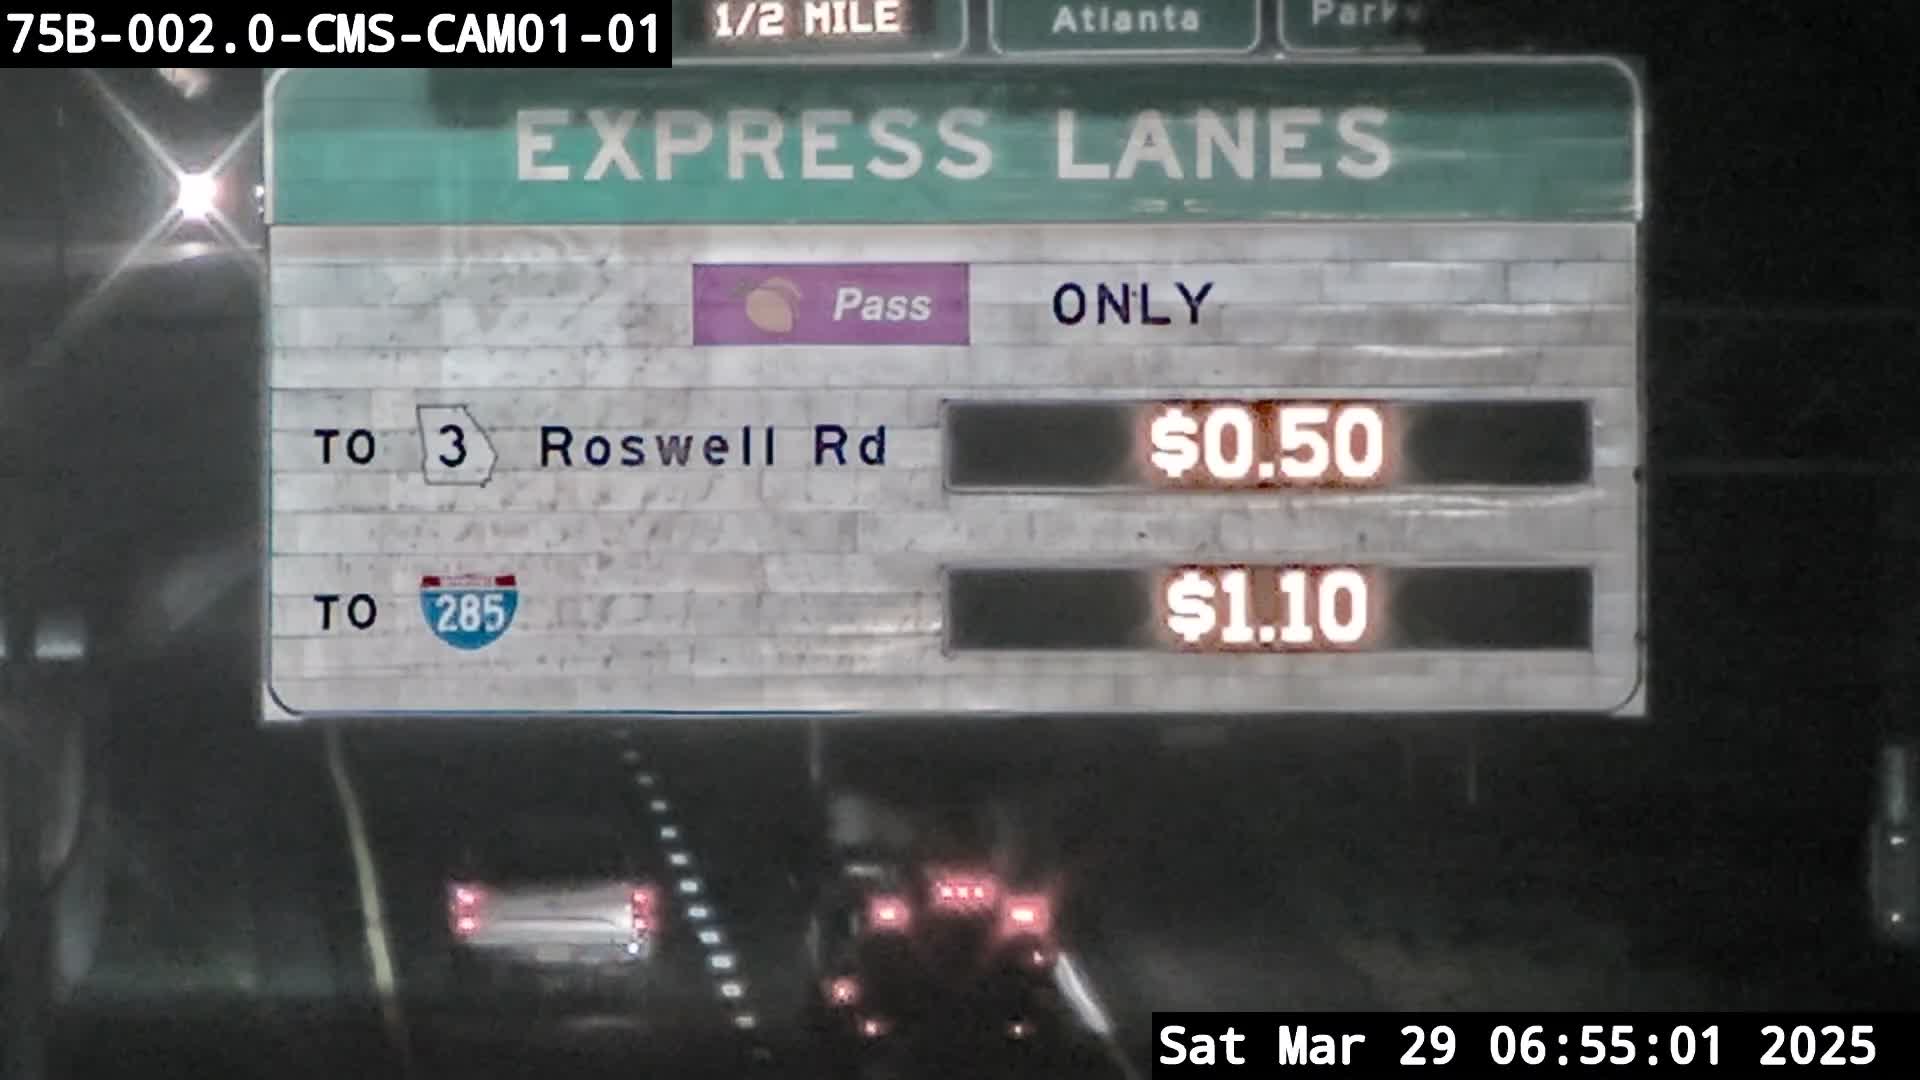 75B-002.0-CMS-CAM01-01
1/2 MILE
Atlanta
EXPRESS LANES
Pass ONLY
TO 3 Roswell Rd $0.50
TO 285 $1.10
Sat Mar 29 06:55:01 2025